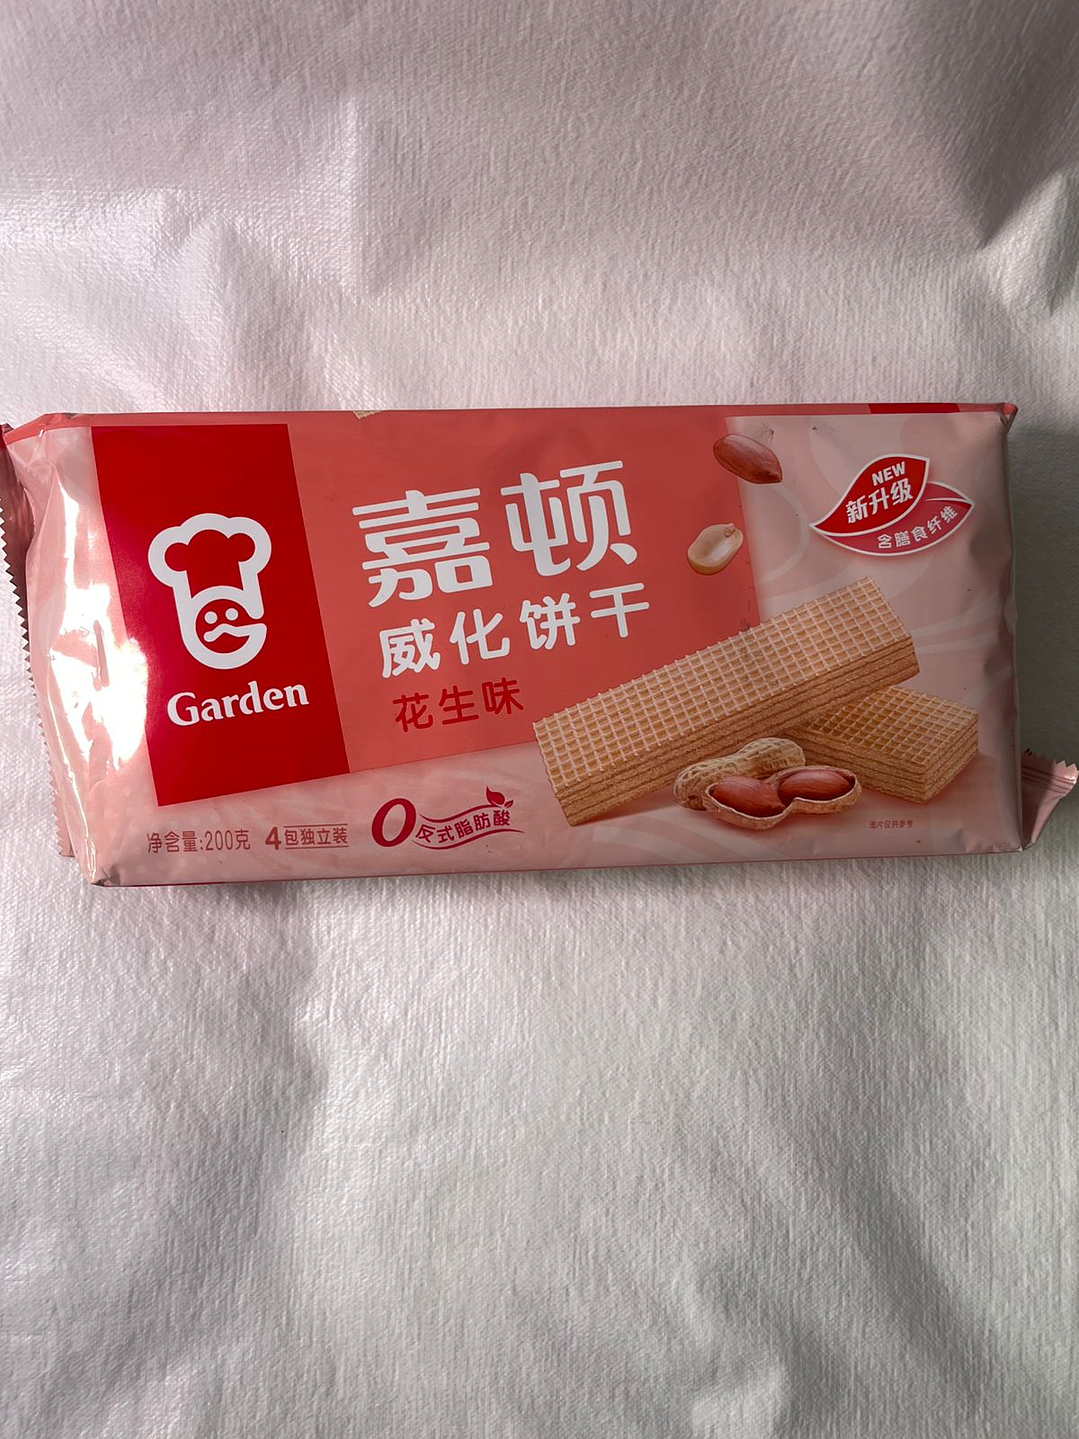 Garden
嘉顿
威化饼干
花生味
NEW
新升级
含膳食纤维
净含量:200克
4包独立装
0反式脂肪酸
图片仅供参考